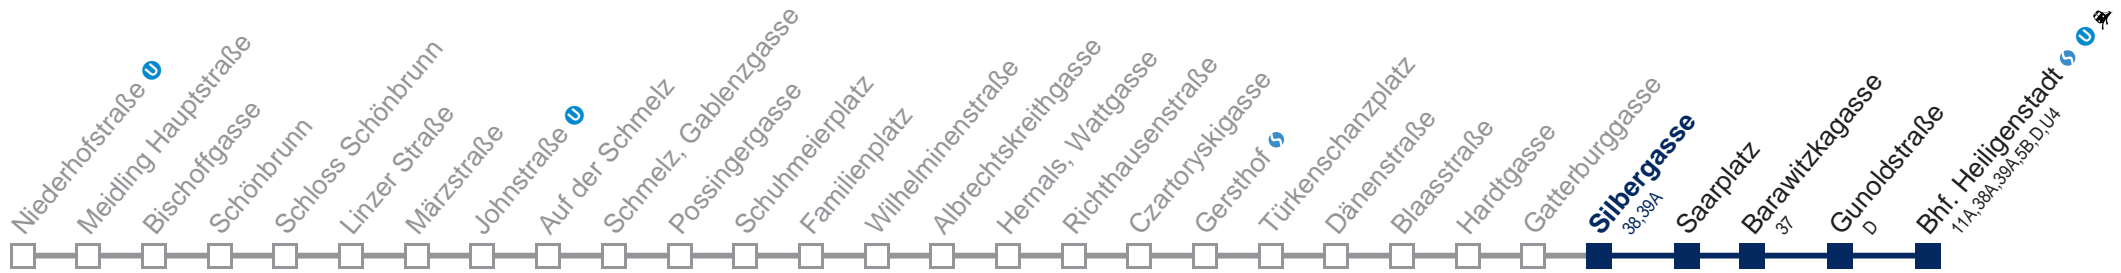 Niederhofstraße U
Meidling Hauptstraße
Bischoffgasse
Schönbrunn
Schloss Schönbrunn
Linzer Straße
Märzstraße
Johnstraße U
Auf der Schmelz
Schmelz, Gablenzgasse
Possingergasse
Schuhmeierplatz
Familienplatz
Wilhelminenstraße
Albrechtskreithgasse
Hernals, Wattgasse
Richthausenstraße
Czartoryskigasse
Gersthof
Türkenschanzplatz
Dänenstraße
Blaasstraße
Hardtgasse
Gatterburggasse
Silbergasse
38,39A
Saarplatz
Barawitzkagasse
37
Gunoldstraße
D
Bhf. Heiligenstadt U
11A,38A,39A,5B,D,U4